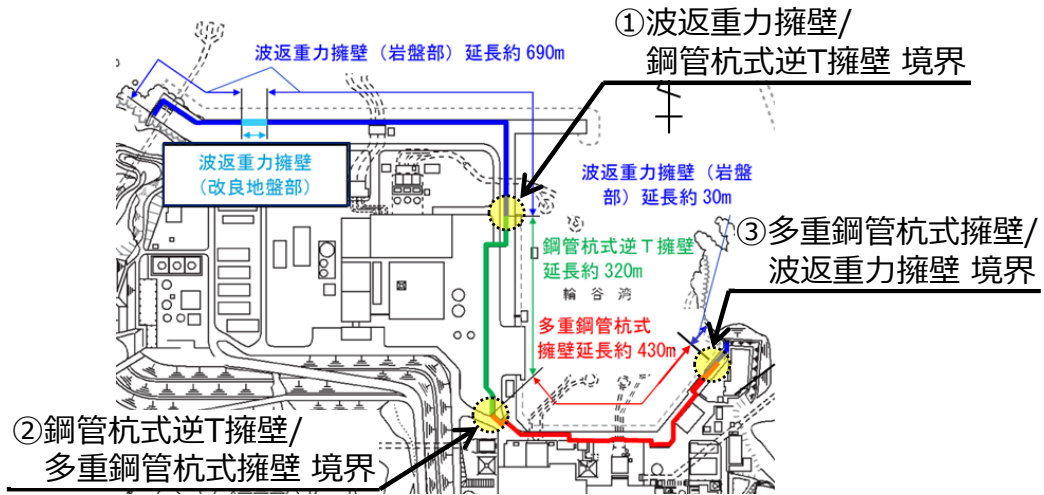 ①波返重力擁壁/
鋼管杭式逆T擁壁 境界
波返重力擁壁（岩盤部）延長約 690m
波返重力擁壁
（改良地盤部）
波返重力擁壁（岩盤
部）延長約 30m
③多重鋼管杭式擁壁/
波返重力擁壁 境界
鋼管杭式逆Ｔ擁壁
延長約 320m
輪谷湾
多重鋼管杭式
擁壁延長約 430m
②鋼管杭式逆T擁壁/
多重鋼管杭式擁壁 境界